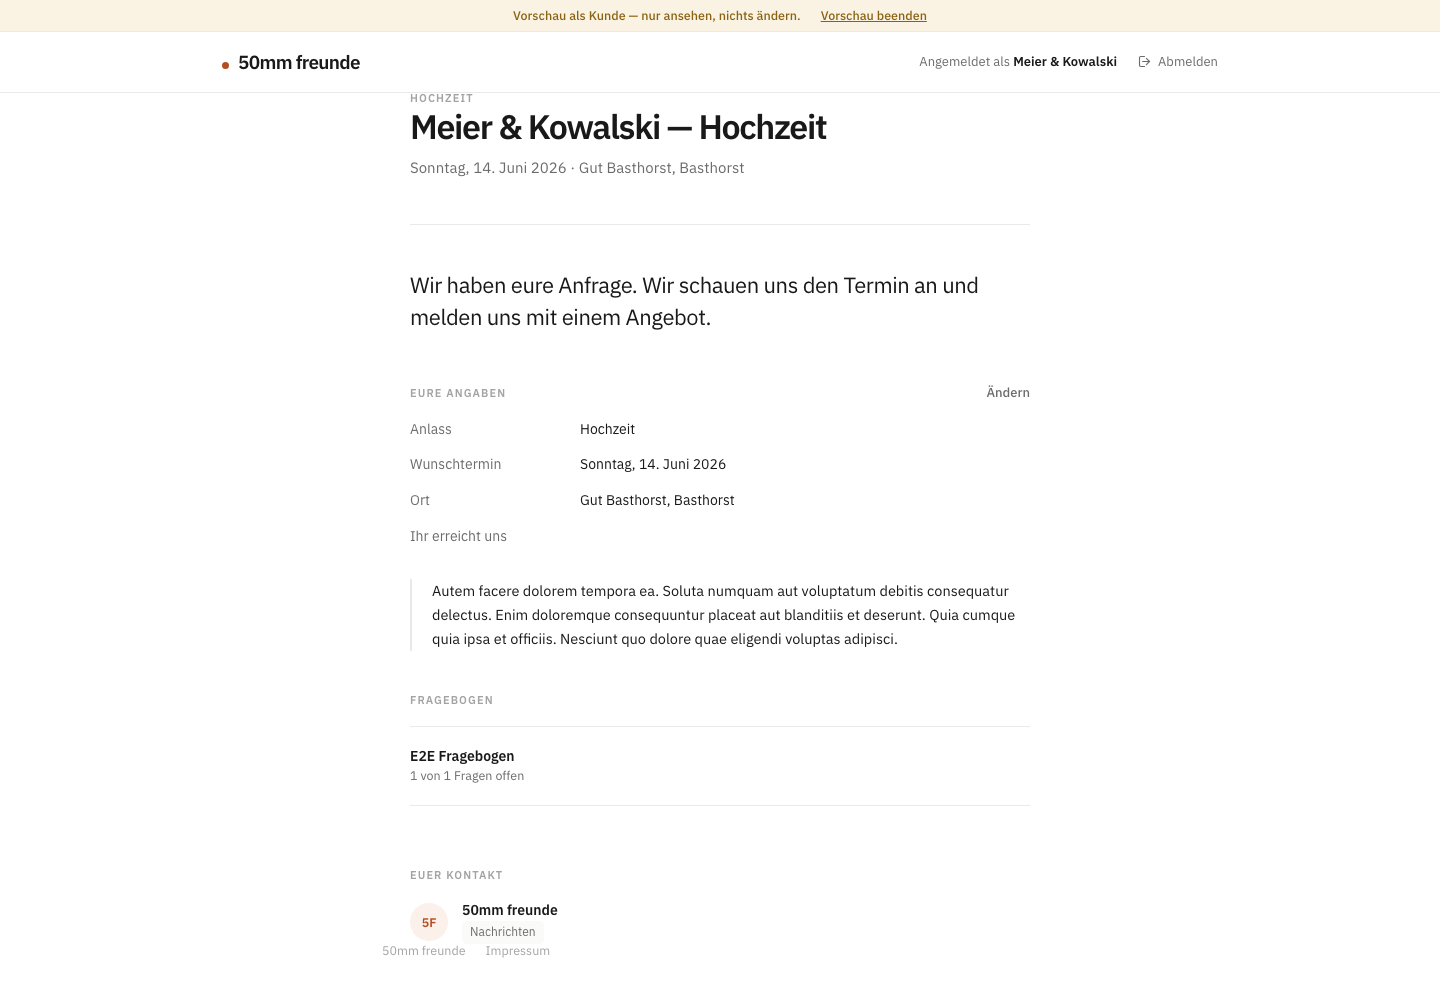 Vorschau als Kunde — nur ansehen, nichts ändern. Vorschau beenden
50mm freunde
Angemeldet als Meier & Kowalski Abmelden
HOCHZEIT
Meier & Kowalski — Hochzeit
Sonntag, 14. Juni 2026 · Gut Basthorst, Basthorst
Wir haben eure Anfrage. Wir schauen uns den Termin an und
melden uns mit einem Angebot.
EURE ANGABEN Ändern
Anlass Hochzeit
Wunschtermin Sonntag, 14. Juni 2026
Ort Gut Basthorst, Basthorst
Ihr erreicht uns
Autem facere dolorem tempora ea. Soluta numquam aut voluptatum debitis consequatur
delectus. Enim doloremque consequuntur placeat aut blanditiis et deserunt. Quia cumque
quia ipsa et officiis. Nesciunt quo dolore quae eligendi voluptas adipisci.
FRAGEBOGEN
E2E Fragebogen
1 von 1 Fragen offen
EUER KONTAKT
5F
50mm freunde
Nachrichten
50mm freunde Impressum